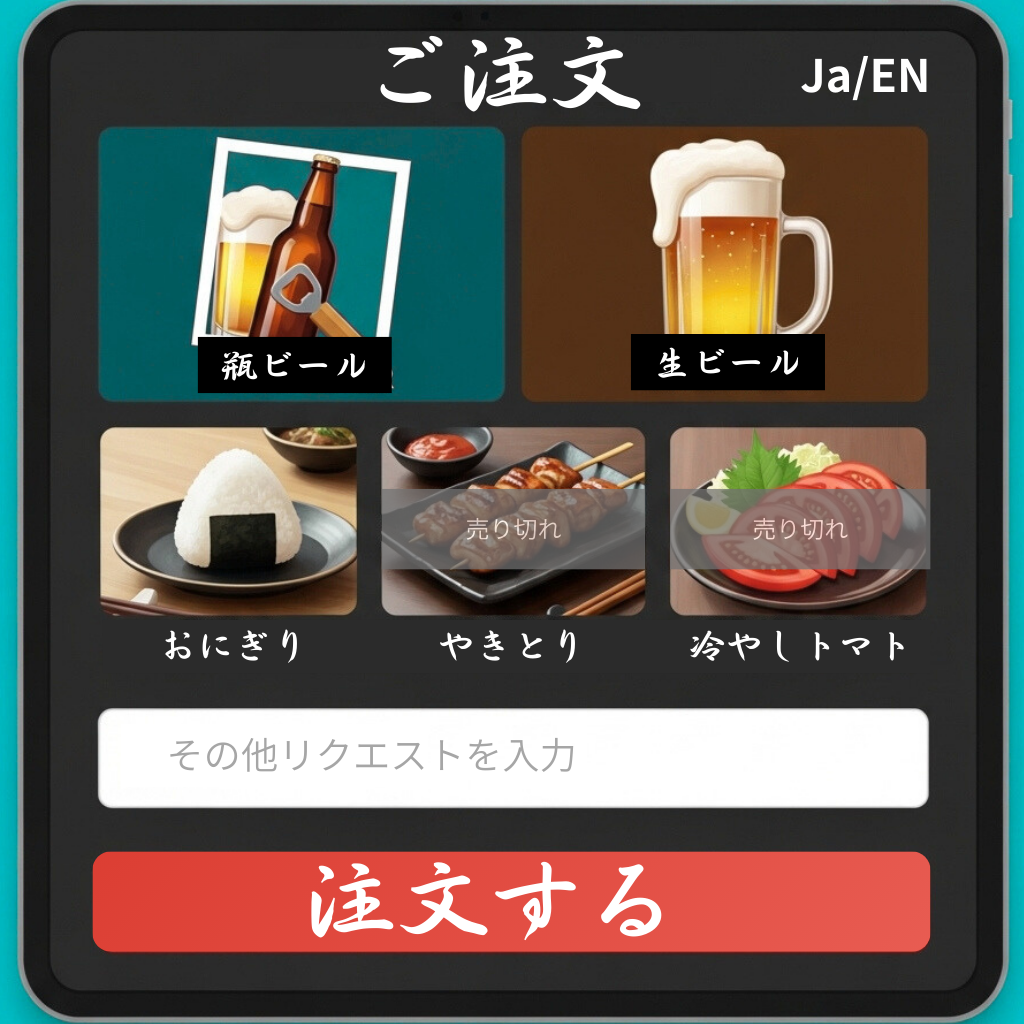 ご注文
Ja/EN
瓶ビール
生ビール
売り切れ
売り切れ
おにぎり
やきとり
冷やしトマト
その他リクエストを入力
注文する